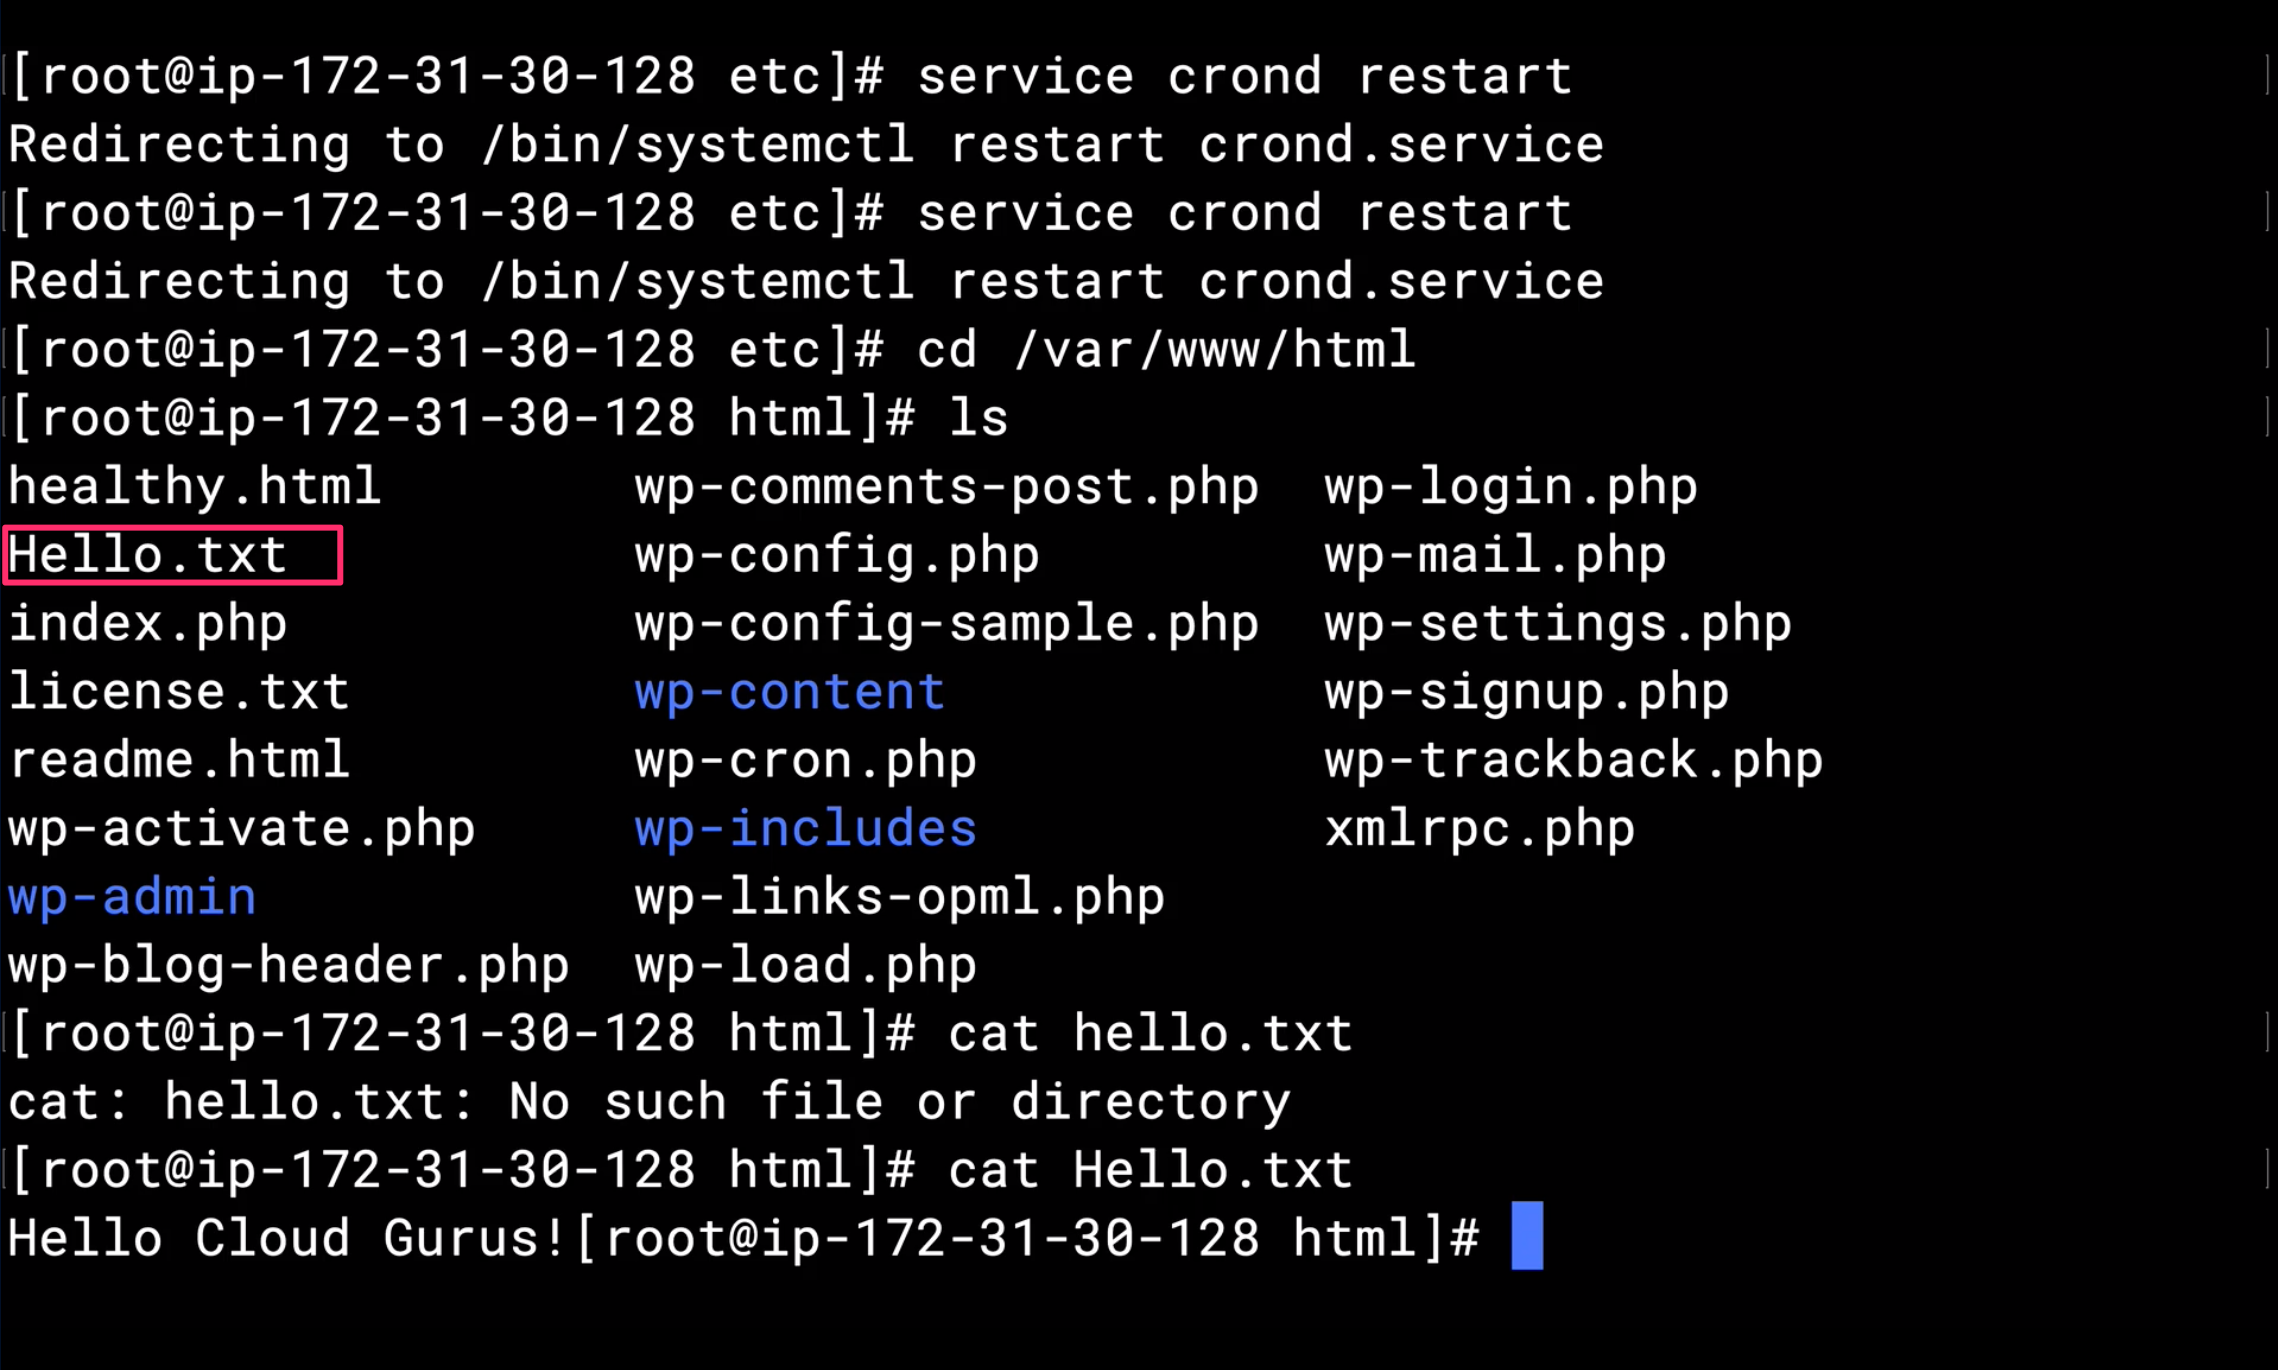 [root@ip-172-31-30-128 etc]# service crond restart
Redirecting to /bin/systemctl restart crond.service
[root@ip-172-31-30-128 etc]# service crond restart
Redirecting to /bin/systemctl restart crond.service
[root@ip-172-31-30-128 etc]# cd /var/www/html
[root@ip-172-31-30-128 html]# ls
healthy.html        wp-comments-post.php  wp-login.php
Hello.txt           wp-config.php         wp-mail.php
index.php           wp-config-sample.php  wp-settings.php
license.txt         wp-content            wp-signup.php
readme.html         wp-cron.php           wp-trackback.php
wp-activate.php     wp-includes           xmlrpc.php
wp-admin            wp-links-opml.php
wp-blog-header.php  wp-load.php
[root@ip-172-31-30-128 html]# cat hello.txt
cat: hello.txt: No such file or directory
[root@ip-172-31-30-128 html]# cat Hello.txt
Hello Cloud Gurus![root@ip-172-31-30-128 html]#